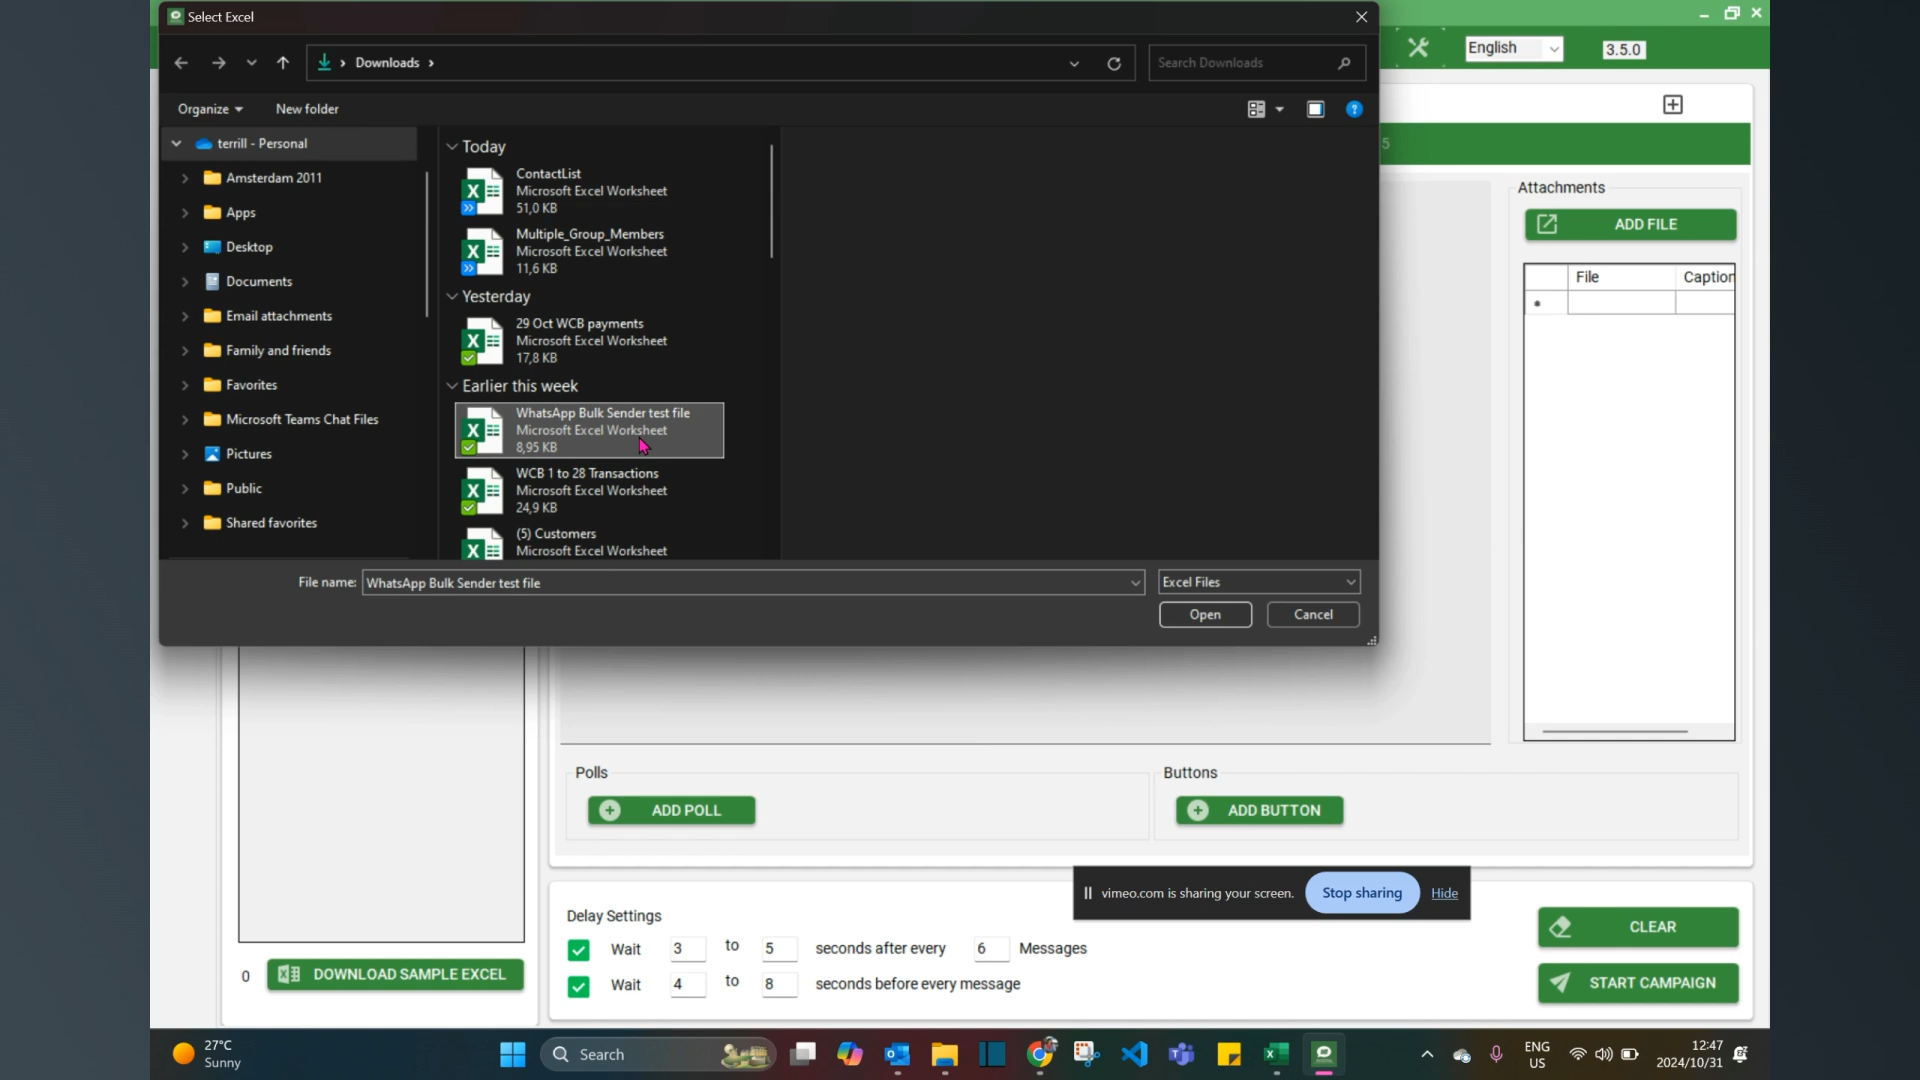 Select Excel
English
3.5.0
Downloads
Search Downloads
Organize
New folder
terrill - Personal
Amsterdam 2011
Apps
Desktop
Documents
Email attachments
Family and friends
Favorites
Microsoft Teams Chat Files
Pictures
Public
Shared favorites
Today
ContactList
Microsoft Excel Worksheet
51,0 KB
Multiple_Group_Members
Microsoft Excel Worksheet
11,6 KB
Yesterday
29 Oct WCB payments
Microsoft Excel Worksheet
17,8 KB
Earlier this week
WhatsApp Bulk Sender test file
Microsoft Excel Worksheet
8,95 KB
WCB 1 to 28 Transactions
Microsoft Excel Worksheet
24,9 KB
(5) Customers
Microsoft Excel Worksheet
File name: WhatsApp Bulk Sender test file
Excel Files
Open
Cancel
5
Attachments
ADD FILE
File Caption
Polls
ADD POLL
Buttons
ADD BUTTON
vimeo.com is sharing your screen. Stop sharing Hide
Delay Settings
Wait 3 to 5 seconds after every 6 Messages
Wait 4 to 8 seconds before every message
CLEAR
START CAMPAIGN
0 DOWNLOAD SAMPLE EXCEL
27°C
Sunny
Search
ENG
US
12:47
2024/10/31